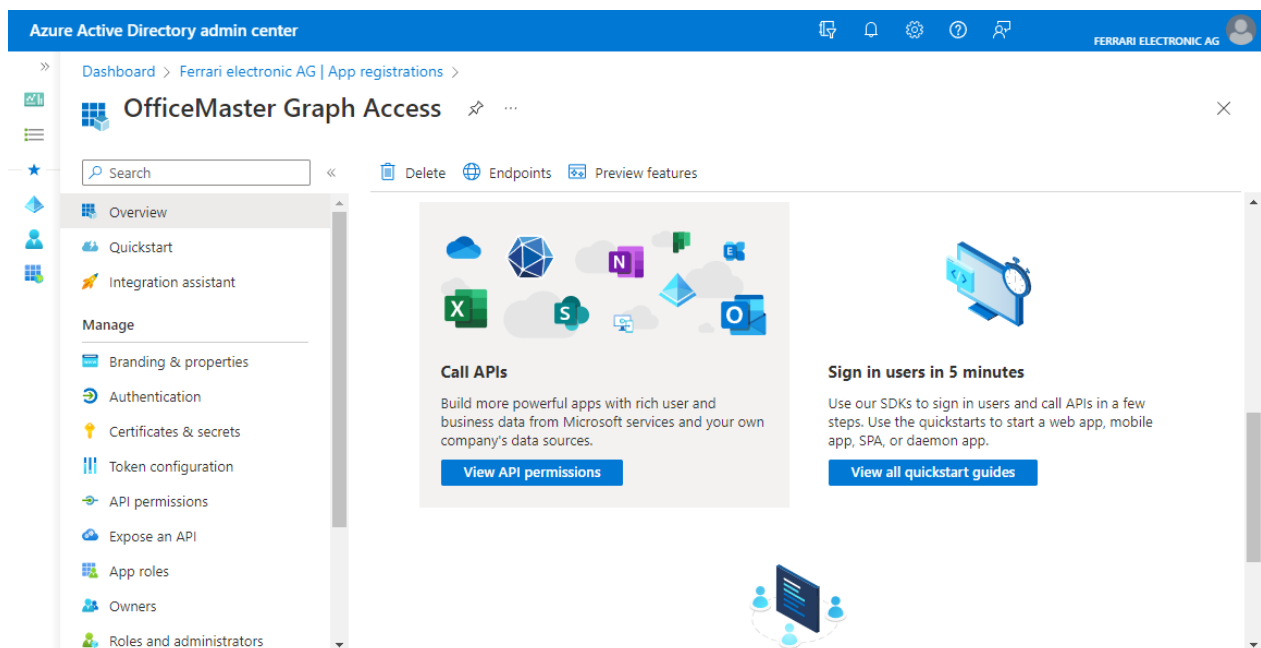 Azure Active Directory admin center
FERRARI ELECTRONIC AG
Dashboard > Ferrari electronic AG | App registrations >
OfficeMaster Graph Access
Search
Delete
Endpoints
Preview features
Overview
Quickstart
Integration assistant
Manage
Branding & properties
Authentication
Certificates & secrets
Token configuration
API permissions
Expose an API
App roles
Owners
Roles and administrators
Call APIs
Build more powerful apps with rich user and
business data from Microsoft services and your own
company's data sources.
View API permissions
Sign in users in 5 minutes
Use our SDKs to sign in users and call APIs in a few
steps. Use the quickstarts to start a web app, mobile
app, SPA, or daemon app.
View all quickstart guides